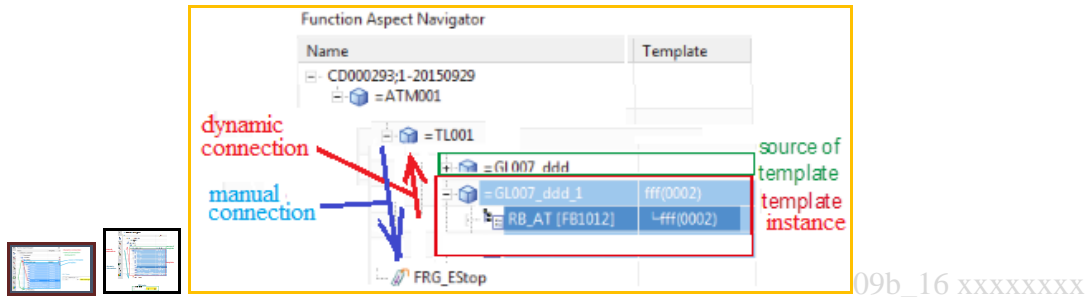 Function Aspect Navigator
Name Template
CD000293;1-20150929
=ATM001
dynamic
connection
=TL001
source of
template
=GL007_ddd
manual
connection
=GL007_ddd_1 fff(0002)
template
instance
RB_AT [FB1012] fff(0002)
FRG_EStop
09b_16 xxxxxxxx